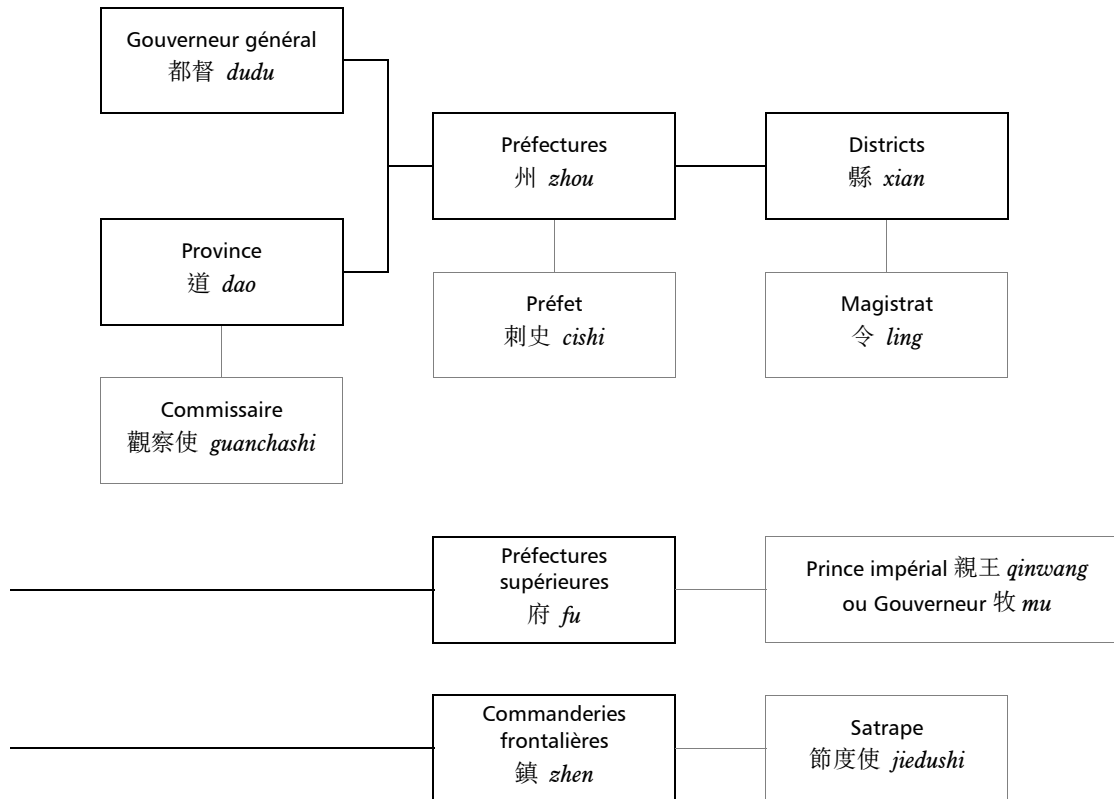 Gouverneur général
都督 dudu
Préfectures
州 zhou
Districts
縣 xian
Province
道 dao
Préfet
刺史 cishi
Magistrat
令 ling
Commissaire
觀察使 guanchashi
Préfectures
supérieures
府 fu
Prince impérial 親王 qinwang
ou Gouverneur 牧 mu
Commanderies
frontalières
鎮 zhen
Satrape
節度使 jiedushi